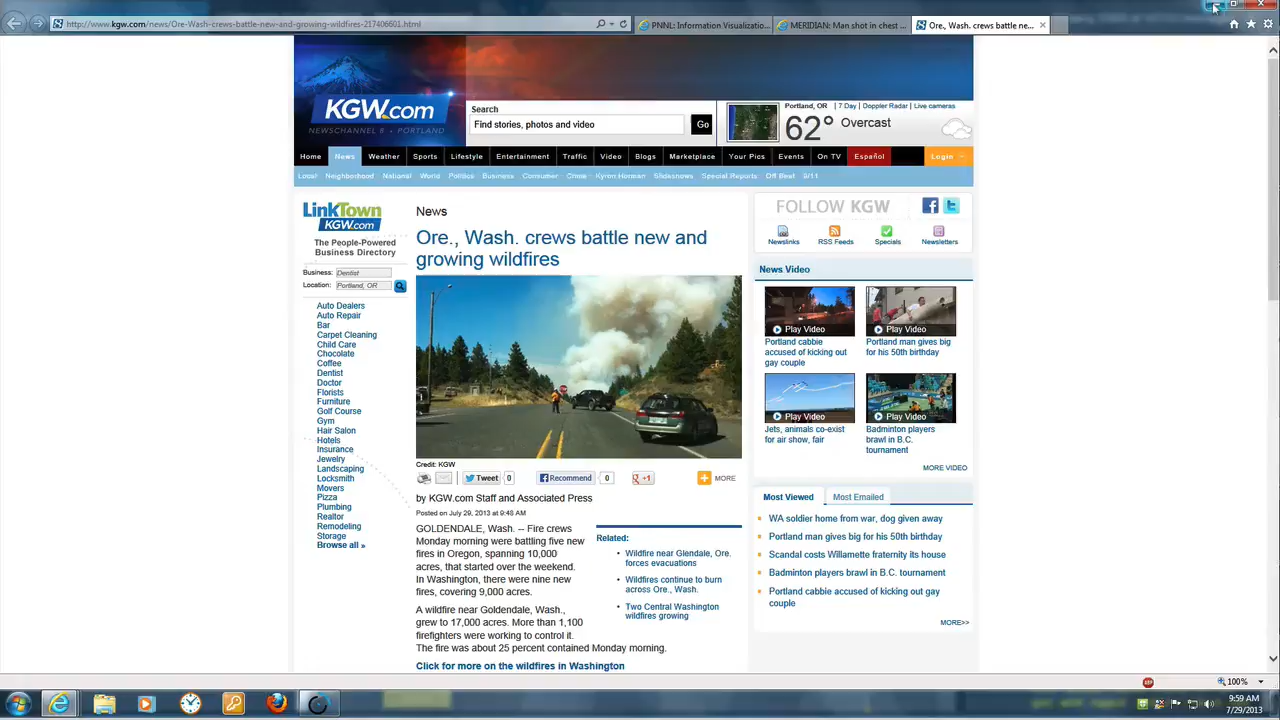 http://www.kgw.com/news/Ore-Wash-crews-battle-new-and-growing-wildfires-217406601.html
PNNL: Information Visualizatio...
MERIDIAN: Man shot in chest ...
Ore., Wash. crews battle ne...
KGW.com
NEWSCHANNEL 8 • PORTLAND
Search
Find stories, photos and video
Go
Portland, OR | 7 Day | Doppler Radar | Live cameras
62° Overcast
Home News Weather Sports Lifestyle Entertainment Traffic Video Blogs Marketplace Your Pics Events On TV Español Login
Local Neighborhood National World Politics Business Consumer Crime Kyron Horman Slideshows Special Reports: Off Beat 9/11
LinkTown
KGW.com
The People-Powered
Business Directory
Business: Dentist
Location: Portland, OR
Auto Dealers
Auto Repair
Bar
Carpet Cleaning
Child Care
Chocolate
Coffee
Dentist
Doctor
Florists
Furniture
Golf Course
Gym
Hair Salon
Hotels
Insurance
Jewelry
Landscaping
Locksmith
Movers
Pizza
Plumbing
Realtor
Remodeling
Storage
Browse all »
News
Ore., Wash. crews battle new and
growing wildfires
Credit: KGW
Tweet 0 Recommend 0 +1 MORE
by KGW.com Staff and Associated Press
Posted on July 29, 2013 at 9:48 AM
GOLDENDALE, Wash. -- Fire crews
Monday morning were battling five new
fires in Oregon, spanning 10,000
acres, that started over the weekend.
In Washington, there were nine new
fires, covering 9,000 acres.
A wildfire near Goldendale, Wash.,
grew to 17,000 acres. More than 1,100
firefighters were working to control it.
The fire was about 25 percent contained Monday morning.
Click for more on the wildfires in Washington
Related:
• Wildfire near Glendale, Ore.
forces evacuations
• Wildfires continue to burn
across Ore., Wash.
• Two Central Washington
wildfires growing
FOLLOW KGW
Newslinks RSS Feeds Specials Newsletters
News Video
Play Video
Portland cabbie
accused of kicking out
gay couple
Play Video
Portland man gives big
for his 50th birthday
Play Video
Jets, animals co-exist
for air show, fair
Play Video
Badminton players
brawl in B.C.
tournament
MORE VIDEO
Most Viewed Most Emailed
WA soldier home from war, dog given away
Portland man gives big for his 50th birthday
Scandal costs Willamette fraternity its house
Badminton players brawl in B.C. tournament
Portland cabbie accused of kicking out gay
couple
MORE>>
100%
9:59 AM
7/29/2013